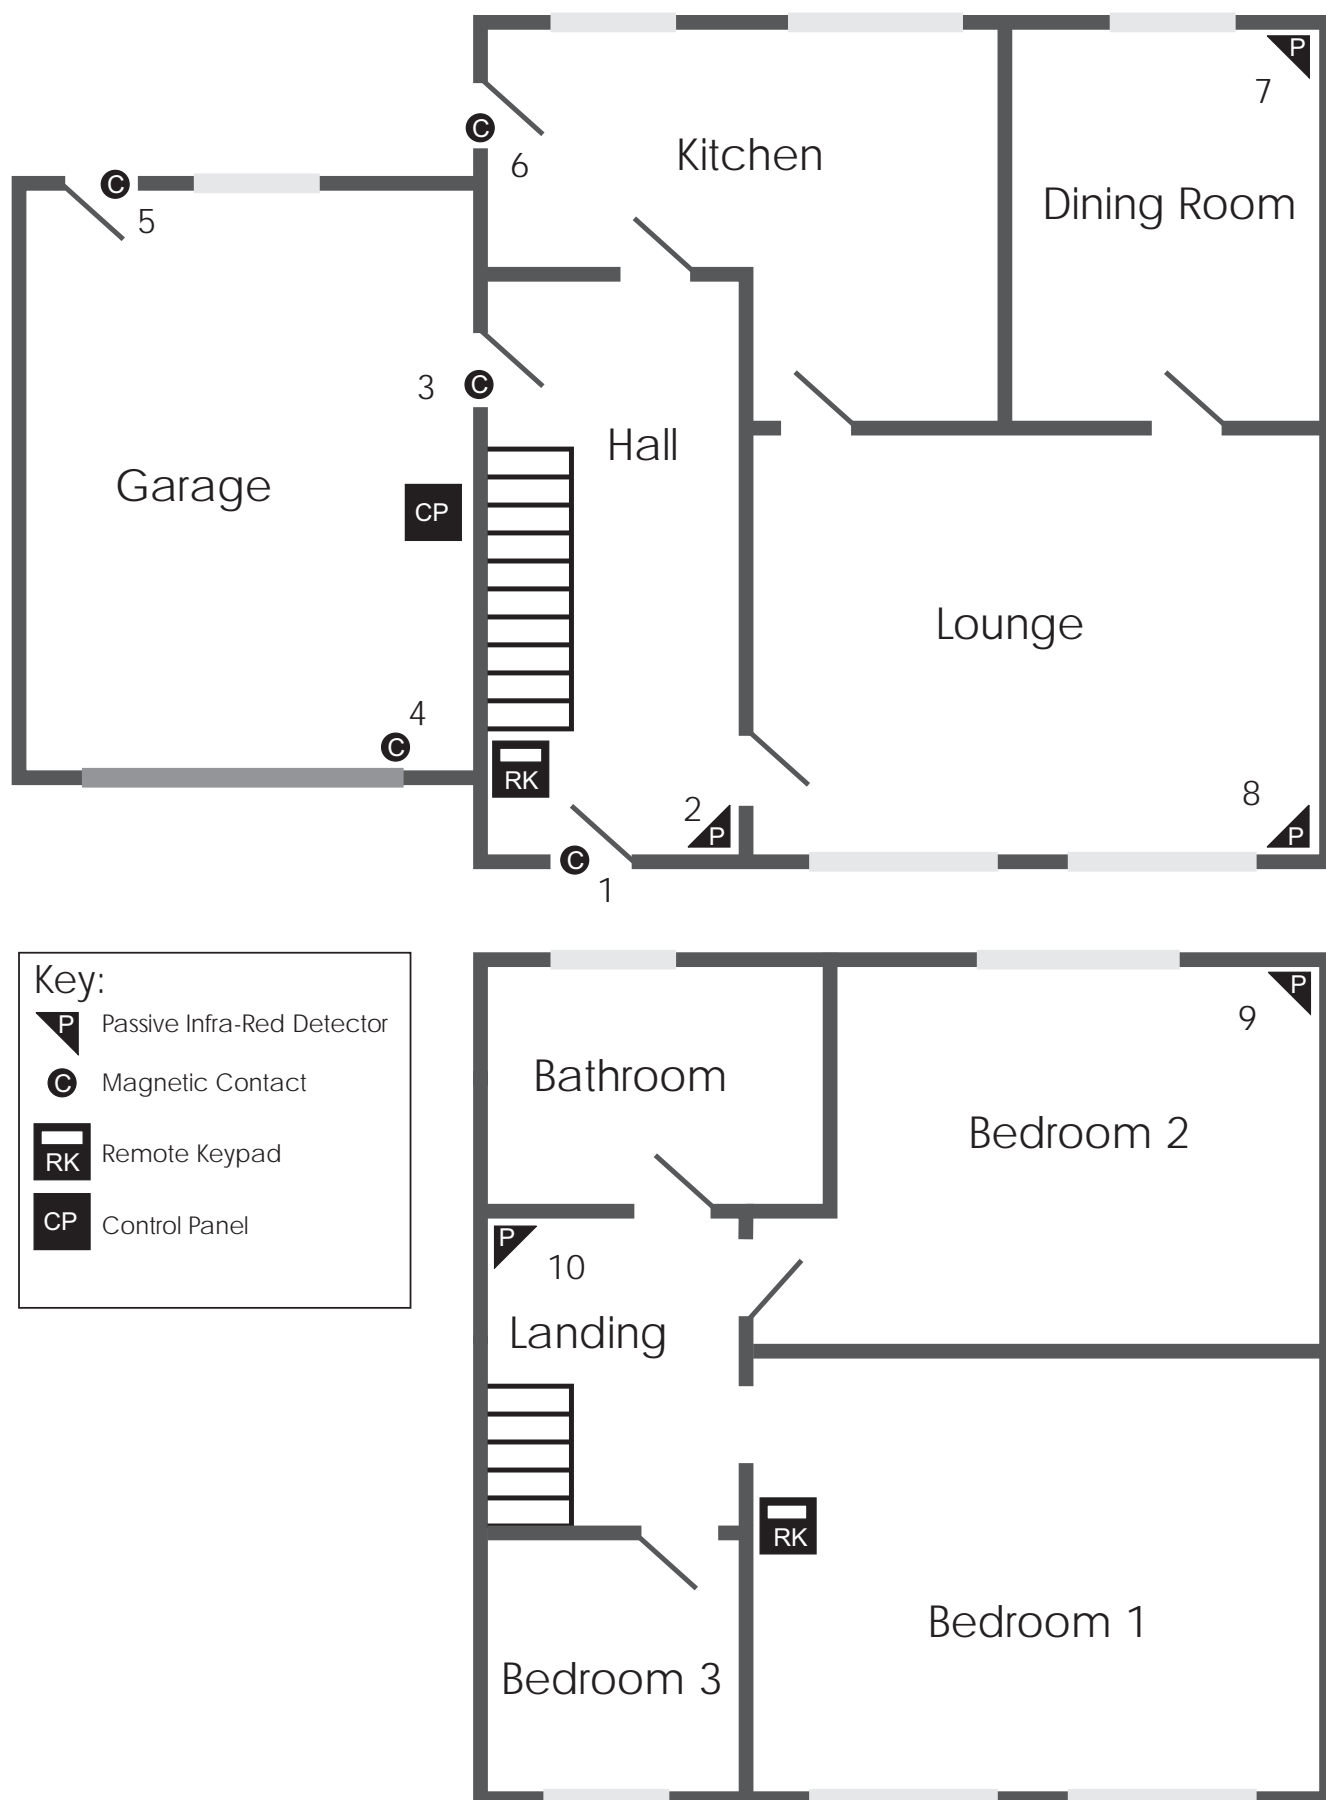 P
7
C
6
Kitchen
Dining Room
C
5
3
C
Hall
Garage
CP
Lounge
4
C
RK
2
P
8
P
C
1
Key:
P Passive Infra-Red Detector
C Magnetic Contact
RK Remote Keypad
CP Control Panel
P
9
Bathroom
Bedroom 2
P
10
Landing
RK
Bedroom 1
Bedroom 3